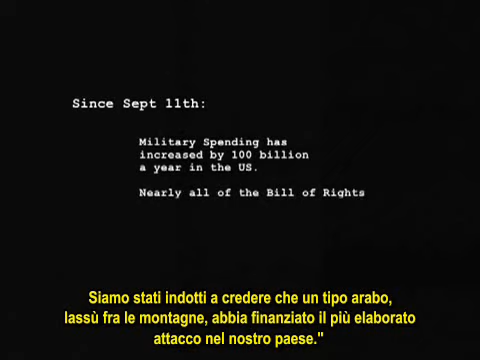 Since Sept 11th:
Military Spending has
increased by 100 billion
a year in the US.
Nearly all of the Bill of Rights
Siamo stati indotti a credere che un tipo arabo,
lassù fra le montagne, abbia finanziato il più elaborato
attacco nel nostro paese."